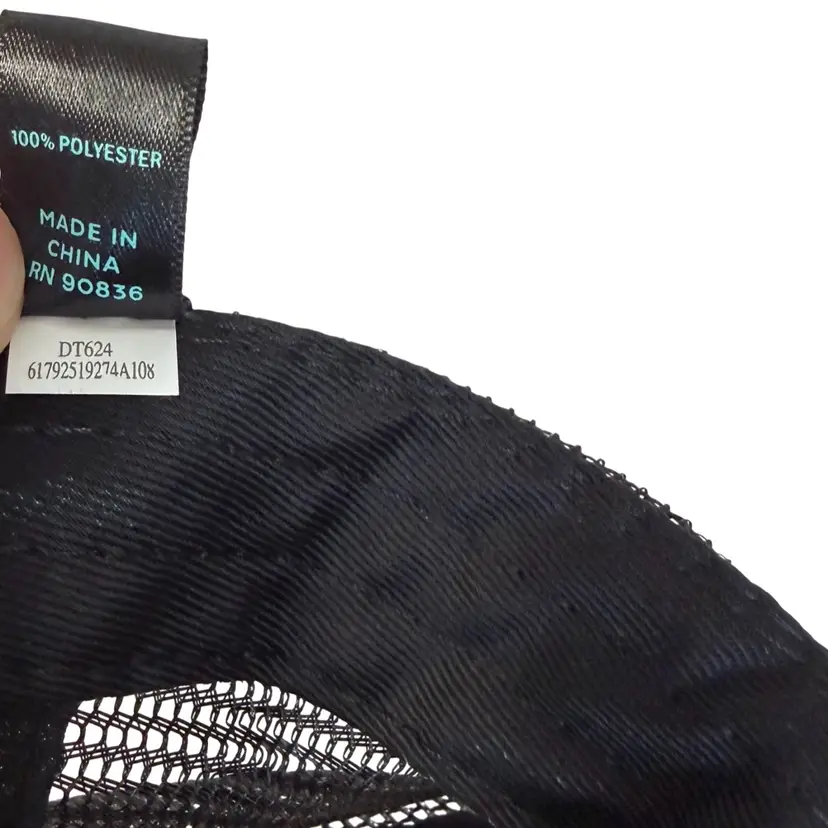 100% POLYESTER
MADE IN
CHINA
RN 90836
DT624
61792519274A108